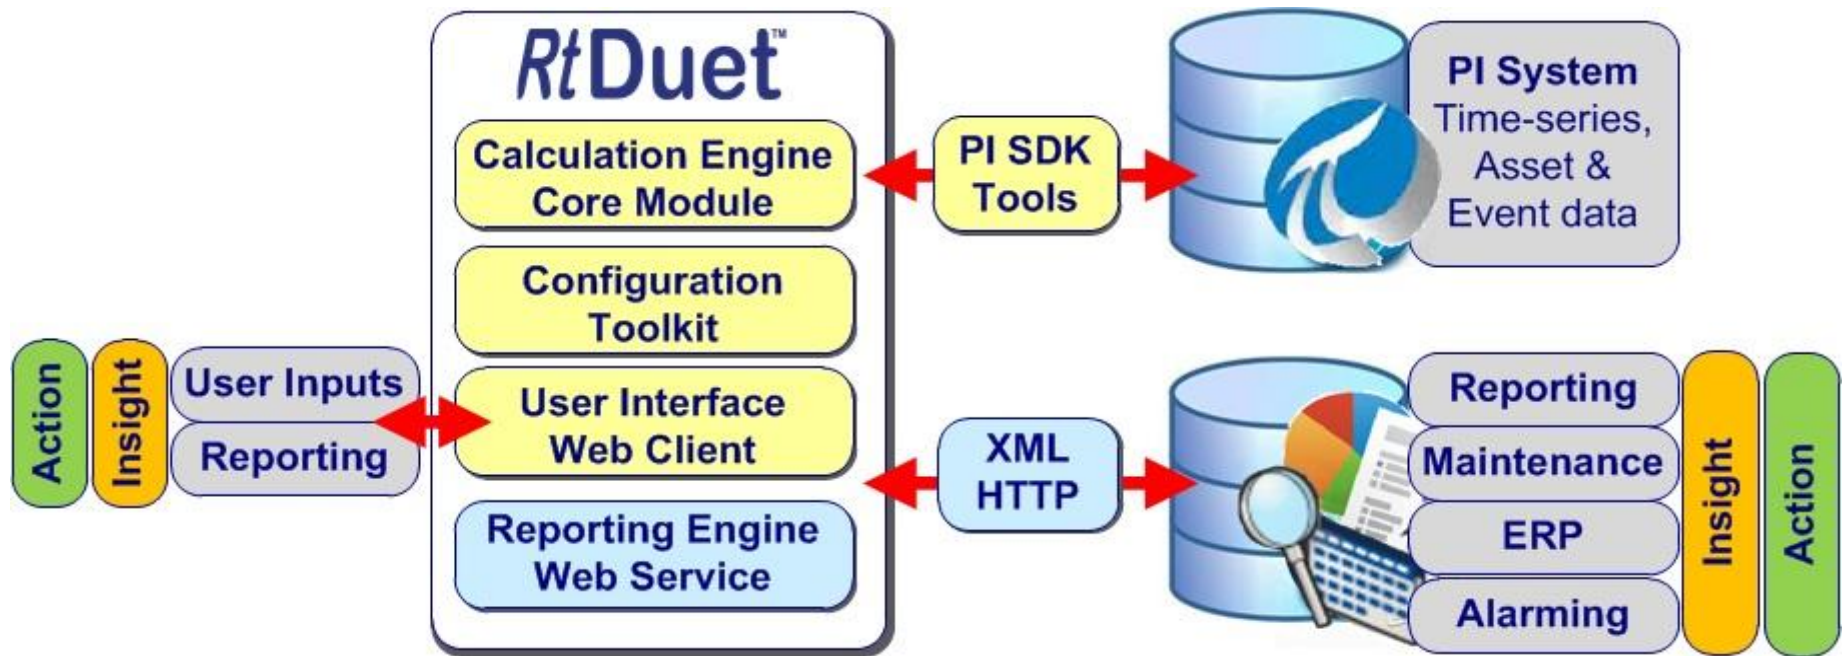 RtDuet™
Calculation Engine
Core Module
Configuration
Toolkit
User Interface
Web Client
Reporting Engine
Web Service
Action
Insight
User Inputs
Reporting
PI SDK
Tools
PI System
Time-series,
Asset &
Event data
XML
HTTP
Reporting
Maintenance
ERP
Alarming
Insight
Action